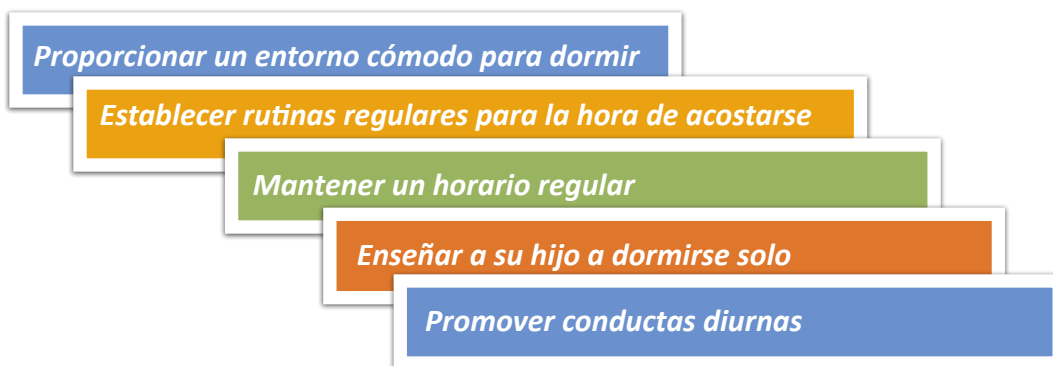 Proporcionar un entorno cómodo para dormir
Establecer rutinas regulares para la hora de acostarse
Mantener un horario regular
Enseñar a su hijo a dormirse solo
Promover conductas diurnas